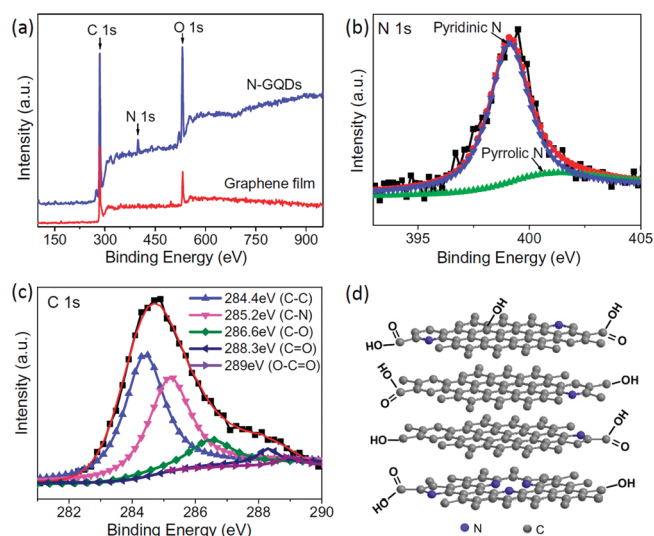 (a)
C 1s
O 1s
N 1s
N-GQDs
Graphene film
Intensity (a.u.)
150 300 450 600 750 900
Binding Energy (eV)
(b)
N 1s
Pyridinic N
Pyrrolic N
Intensity (a.u.)
395 400 405
Binding Energy (eV)
(c)
C 1s
284.4eV (C-C)
285.2eV (C-N)
286.6eV (C-O)
288.3eV (C=O)
289eV (O-C=O)
Intensity (a.u.)
282 284 286 288 290
Binding Energy (eV)
(d)
OH
OH
O
O
HO
HO
O
OH
OH
HO
O
O
HO
OH
N C